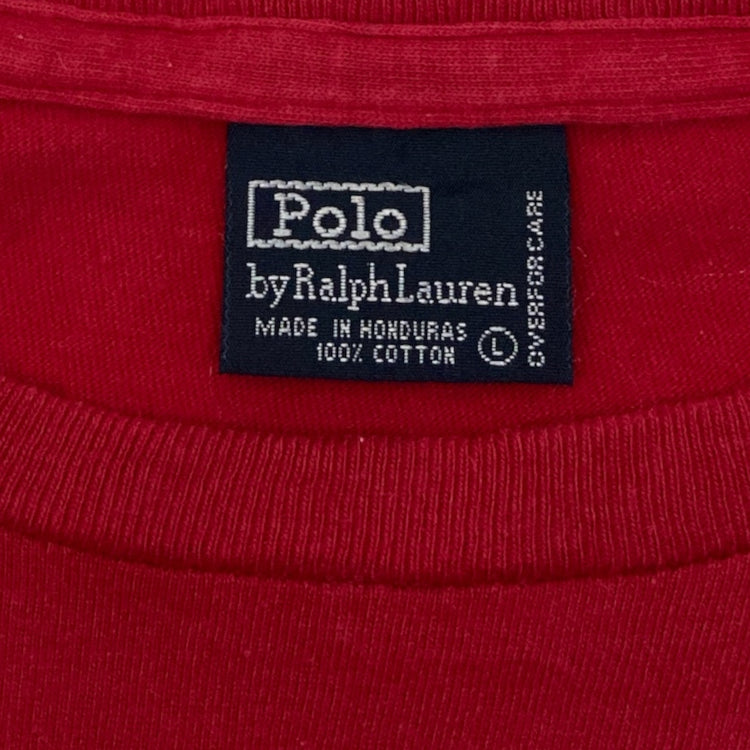 Polo
by Ralph Lauren
MADE IN HONDURAS
100% COTTON
L
OVER FOR CARE